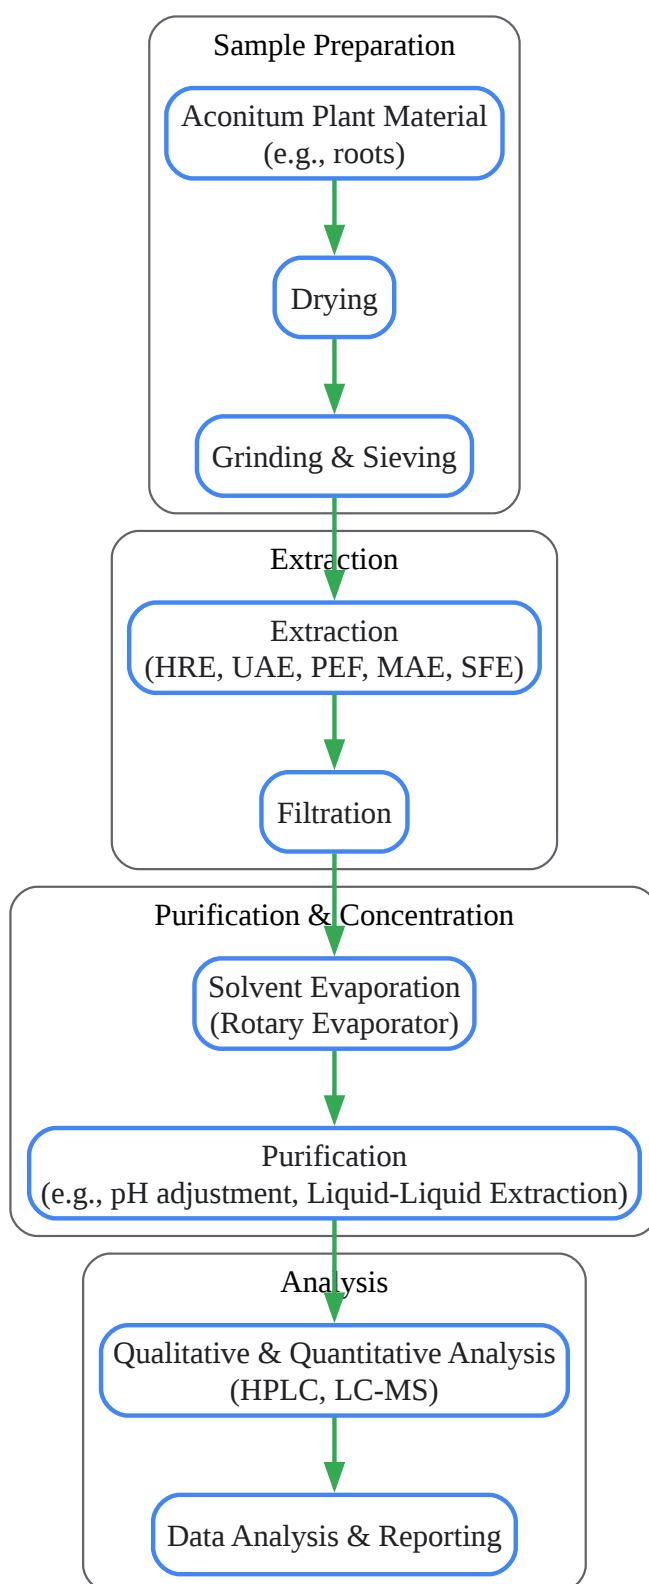 Sample Preparation
Aconitum Plant Material
(e.g., roots)
Drying
Grinding & Sieving
Extraction
Extraction
(HRE, UAE, PEF, MAE, SFE)
Filtration
Purification & Concentration
Solvent Evaporation
(Rotary Evaporator)
Purification
(e.g., pH adjustment, Liquid-Liquid Extraction)
Analysis
Qualitative & Quantitative Analysis
(HPLC, LC-MS)
Data Analysis & Reporting